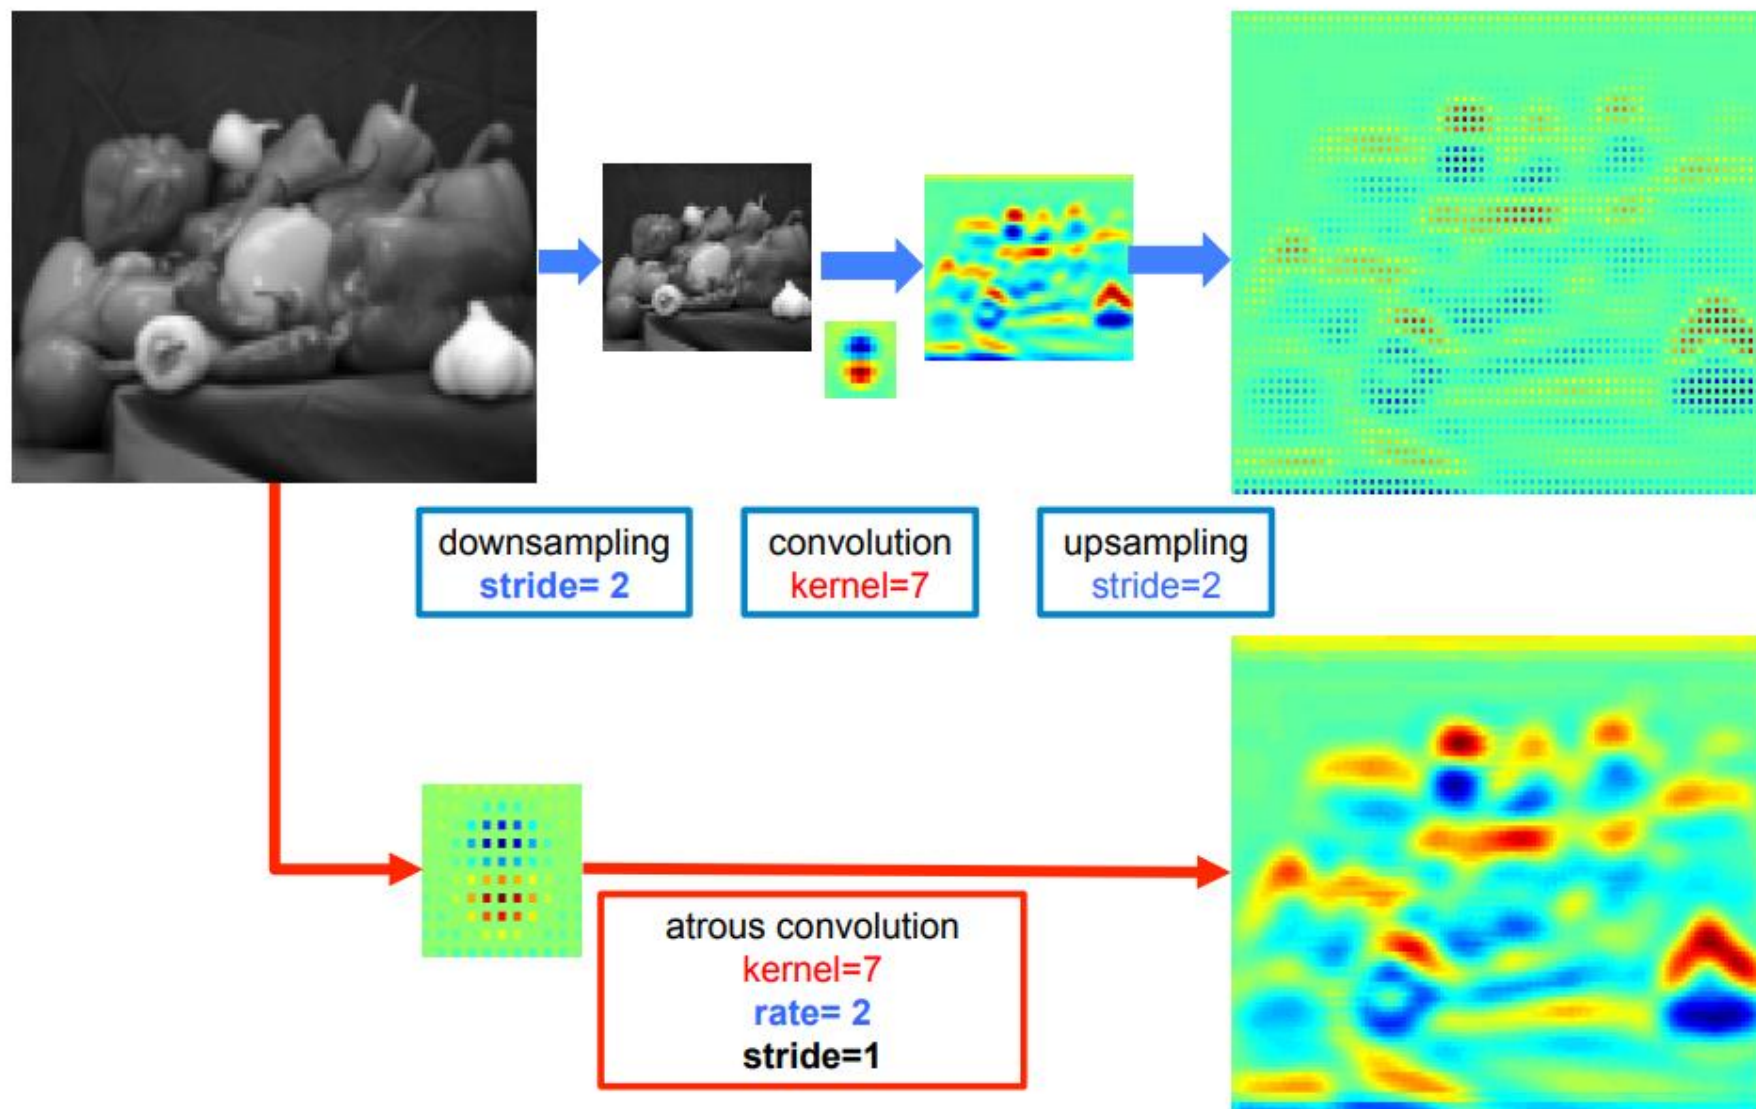 downsampling
stride= 2
convolution
kernel=7
upsampling
stride=2
atrous convolution
kernel=7
rate= 2
stride=1